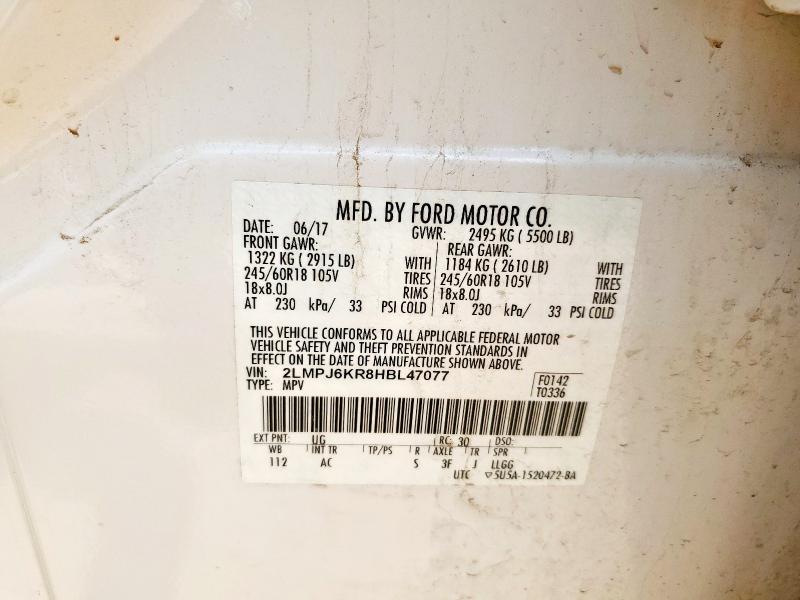 MFD. BY FORD MOTOR CO.
DATE: 06/17 GVWR: 2495 KG ( 5500 LB)
FRONT GAWR: REAR GAWR:
1322 KG ( 2915 LB) WITH 1184 KG ( 2610 LB) WITH
245/60R18 105V TIRES 245/60R18 105V TIRES
18x8.0J RIMS 18x8.0J RIMS
AT 230 kPa/ 33 PSI COLD AT 230 kPa/ 33 PSI COLD
THIS VEHICLE CONFORMS TO ALL APPLICABLE FEDERAL MOTOR
VEHICLE SAFETY AND THEFT PREVENTION STANDARDS IN
EFFECT ON THE DATE OF MANUFACTURE SHOWN ABOVE.
VIN: 2LMPJ6KR8HBL47077 F0142
TYPE: MPV T0336
EXT PNT: UG RC: 30 DSO:
WB INT TR TP/PS R AXLE TR SPR
112 AC S 3F J LLGG
UTC ▽5U5A-1520472-BA